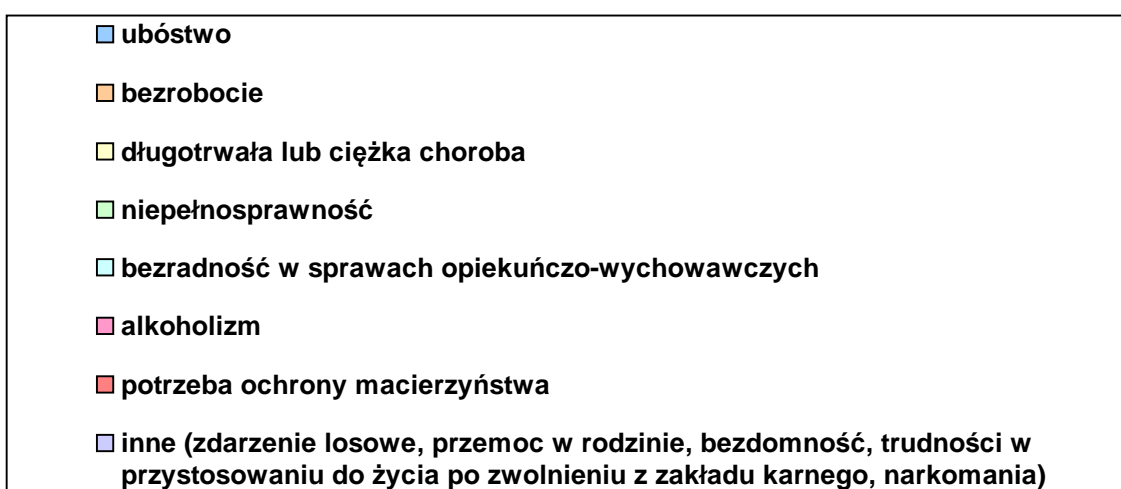 ubóstwo
bezrobocie
długotrwała lub ciężka choroba
niepełnosprawność
bezradność w sprawach opiekuńczo-wychowawczych
alkoholizm
potrzeba ochrony macierzyństwa
inne (zdarzenie losowe, przemoc w rodzinie, bezdomność, trudności w
przystosowaniu do życia po zwolnieniu z zakładu karnego, narkomania)